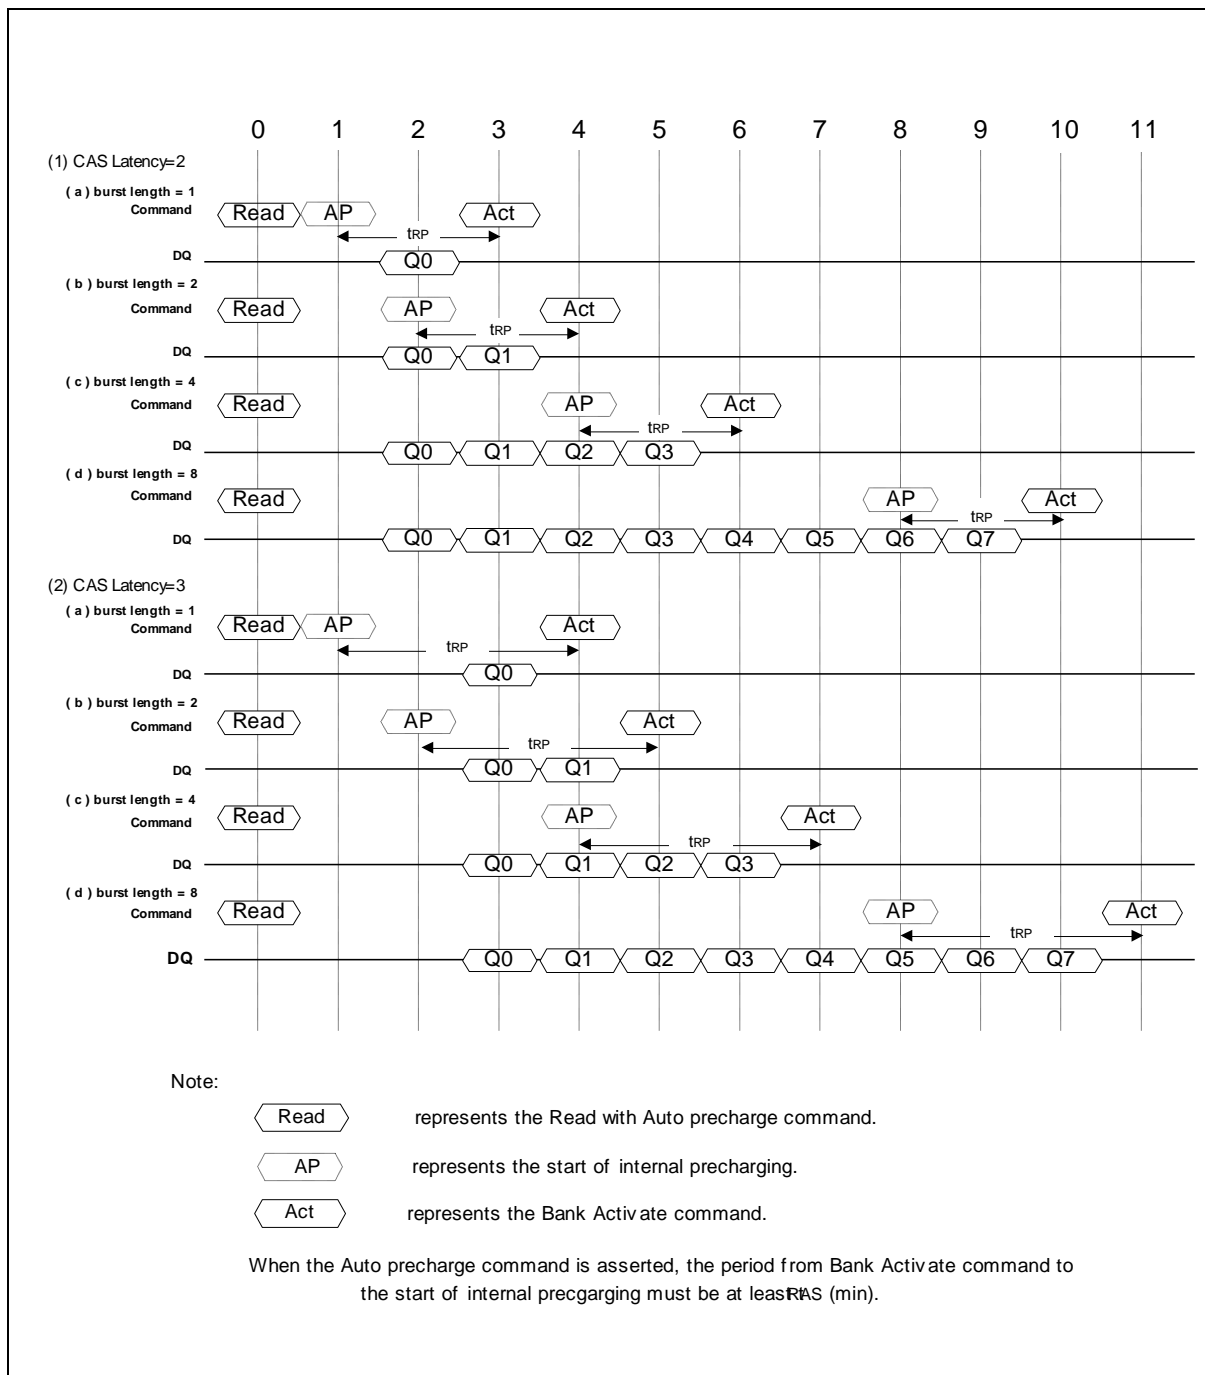 0 1 2 3 4 5 6 7 8 9 10 11
(1) CAS Latency=2
( a ) burst length = 1
Command Read AP Act
tRP
DQ Q0
( b ) burst length = 2
Command Read AP Act
tRP
DQ Q0 Q1
( c ) burst length = 4
Command Read AP Act
tRP
DQ Q0 Q1 Q2 Q3
( d ) burst length = 8
Command Read AP Act
tRP
DQ Q0 Q1 Q2 Q3 Q4 Q5 Q6 Q7
(2) CAS Latency=3
( a ) burst length = 1
Command Read AP Act
tRP
DQ Q0
( b ) burst length = 2
Command Read AP Act
tRP
DQ Q0 Q1
( c ) burst length = 4
Command Read AP Act
tRP
DQ Q0 Q1 Q2 Q3
( d ) burst length = 8
Command Read AP Act
tRP
DQ Q0 Q1 Q2 Q3 Q4 Q5 Q6 Q7
Note:
Read represents the Read with Auto precharge command.
AP represents the start of internal precharging.
Act represents the Bank Activate command.
When the Auto precharge command is asserted, the period from Bank Activate command to
the start of internal precgarging must be at least tRAS (min).